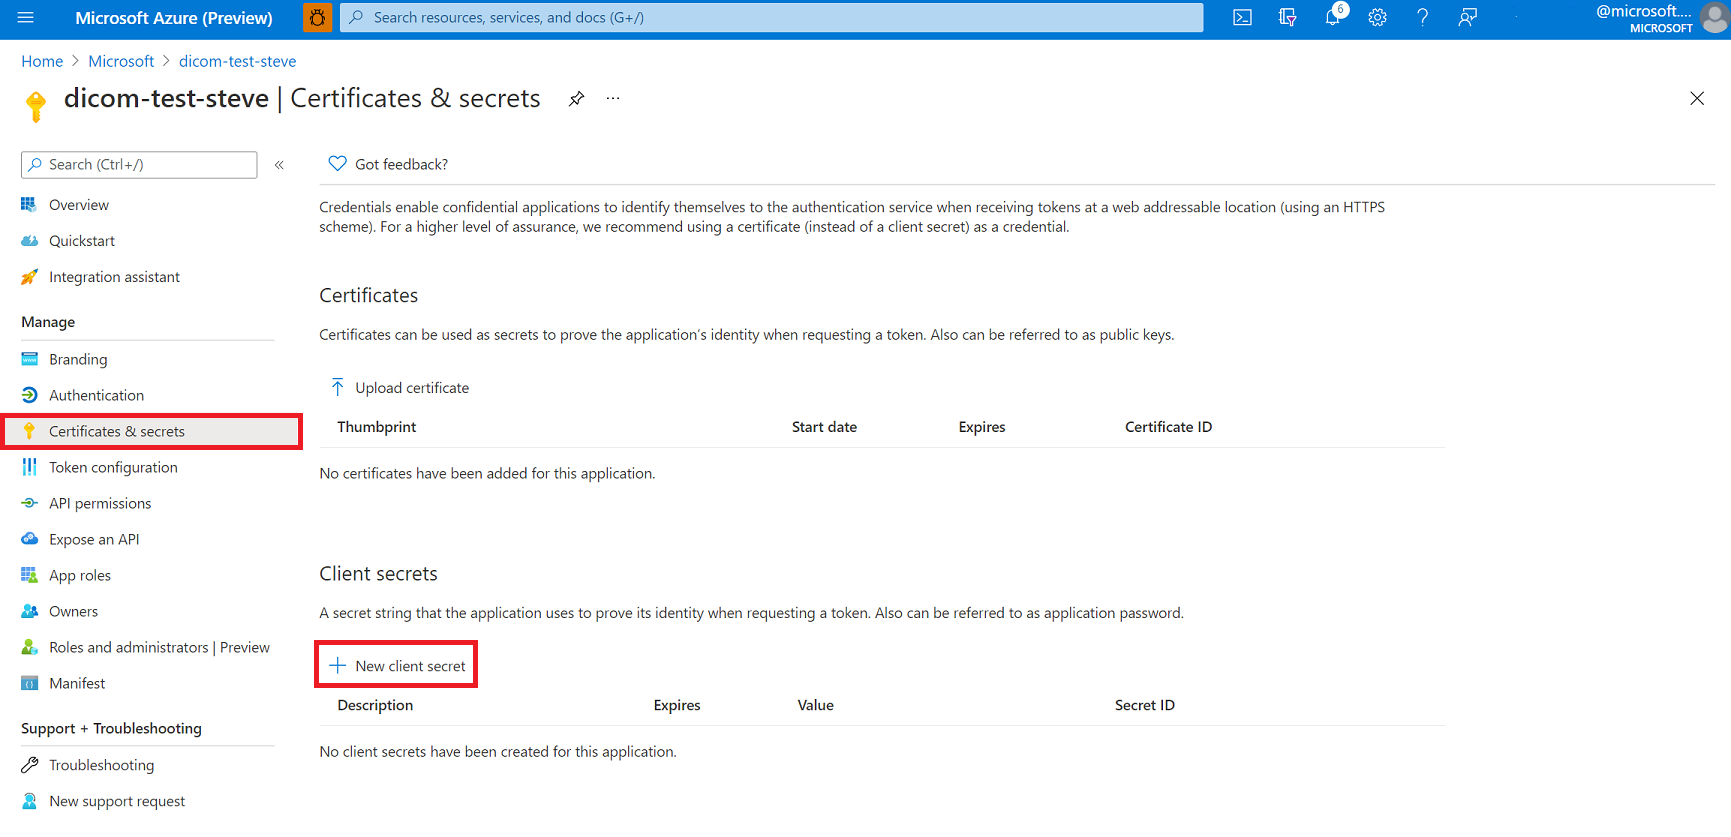 Microsoft Azure (Preview)
Search resources, services, and docs (G+/)
6
@microsoft....
MICROSOFT
Home > Microsoft > dicom-test-steve
dicom-test-steve | Certificates & secrets
Search (Ctrl+/)
Overview
Quickstart
Integration assistant
Manage
Branding
Authentication
Certificates & secrets
Token configuration
API permissions
Expose an API
App roles
Owners
Roles and administrators | Preview
Manifest
Support + Troubleshooting
Troubleshooting
New support request
Got feedback?
Credentials enable confidential applications to identify themselves to the authentication service when receiving tokens at a web addressable location (using an HTTPS
scheme). For a higher level of assurance, we recommend using a certificate (instead of a client secret) as a credential.
Certificates
Certificates can be used as secrets to prove the application's identity when requesting a token. Also can be referred to as public keys.
Upload certificate
Thumbprint Start date Expires Certificate ID
No certificates have been added for this application.
Client secrets
A secret string that the application uses to prove its identity when requesting a token. Also can be referred to as application password.
New client secret
Description Expires Value Secret ID
No client secrets have been created for this application.